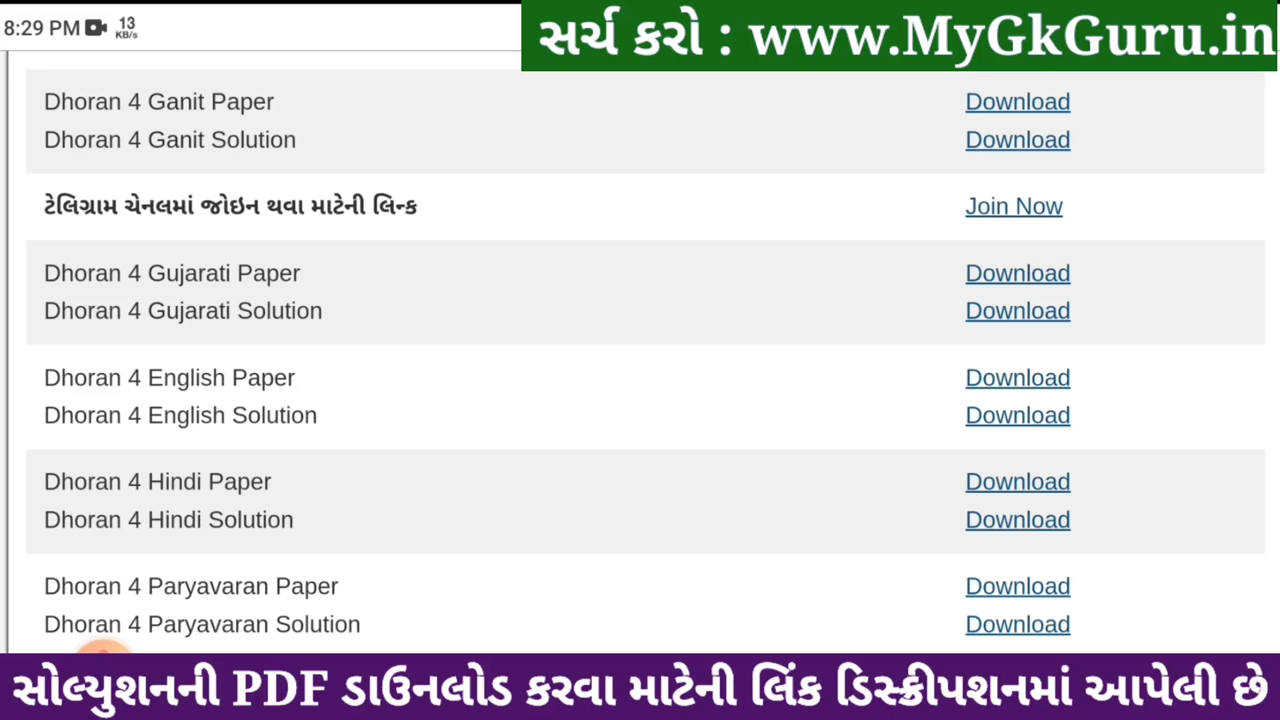 8:29 PM 13 KB/s
સર્ચ કરો : www.MyGkGuru.in
Dhoran 4 Ganit Paper Download
Dhoran 4 Ganit Solution Download
ટેલિગ્રામ ચેનલમાં જોઇન થવા માટેની લિન્ક Join Now
Dhoran 4 Gujarati Paper Download
Dhoran 4 Gujarati Solution Download
Dhoran 4 English Paper Download
Dhoran 4 English Solution Download
Dhoran 4 Hindi Paper Download
Dhoran 4 Hindi Solution Download
Dhoran 4 Paryavaran Paper Download
Dhoran 4 Paryavaran Solution Download
સોલ્યુશનની PDF ડાઉનલોડ કરવા માટેની લિંક ડિસ્ક્રીપશનમાં આપેલી છે